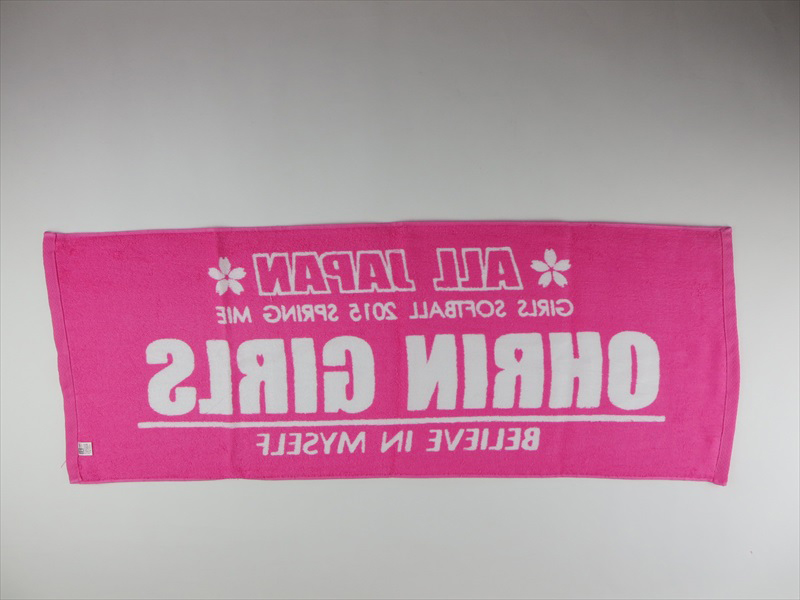 ALL JAPAN
GIRLS SOFTBALL 2015 SPRING MIE
OHRIN GIRLS
BELIEVE IN MYSELF